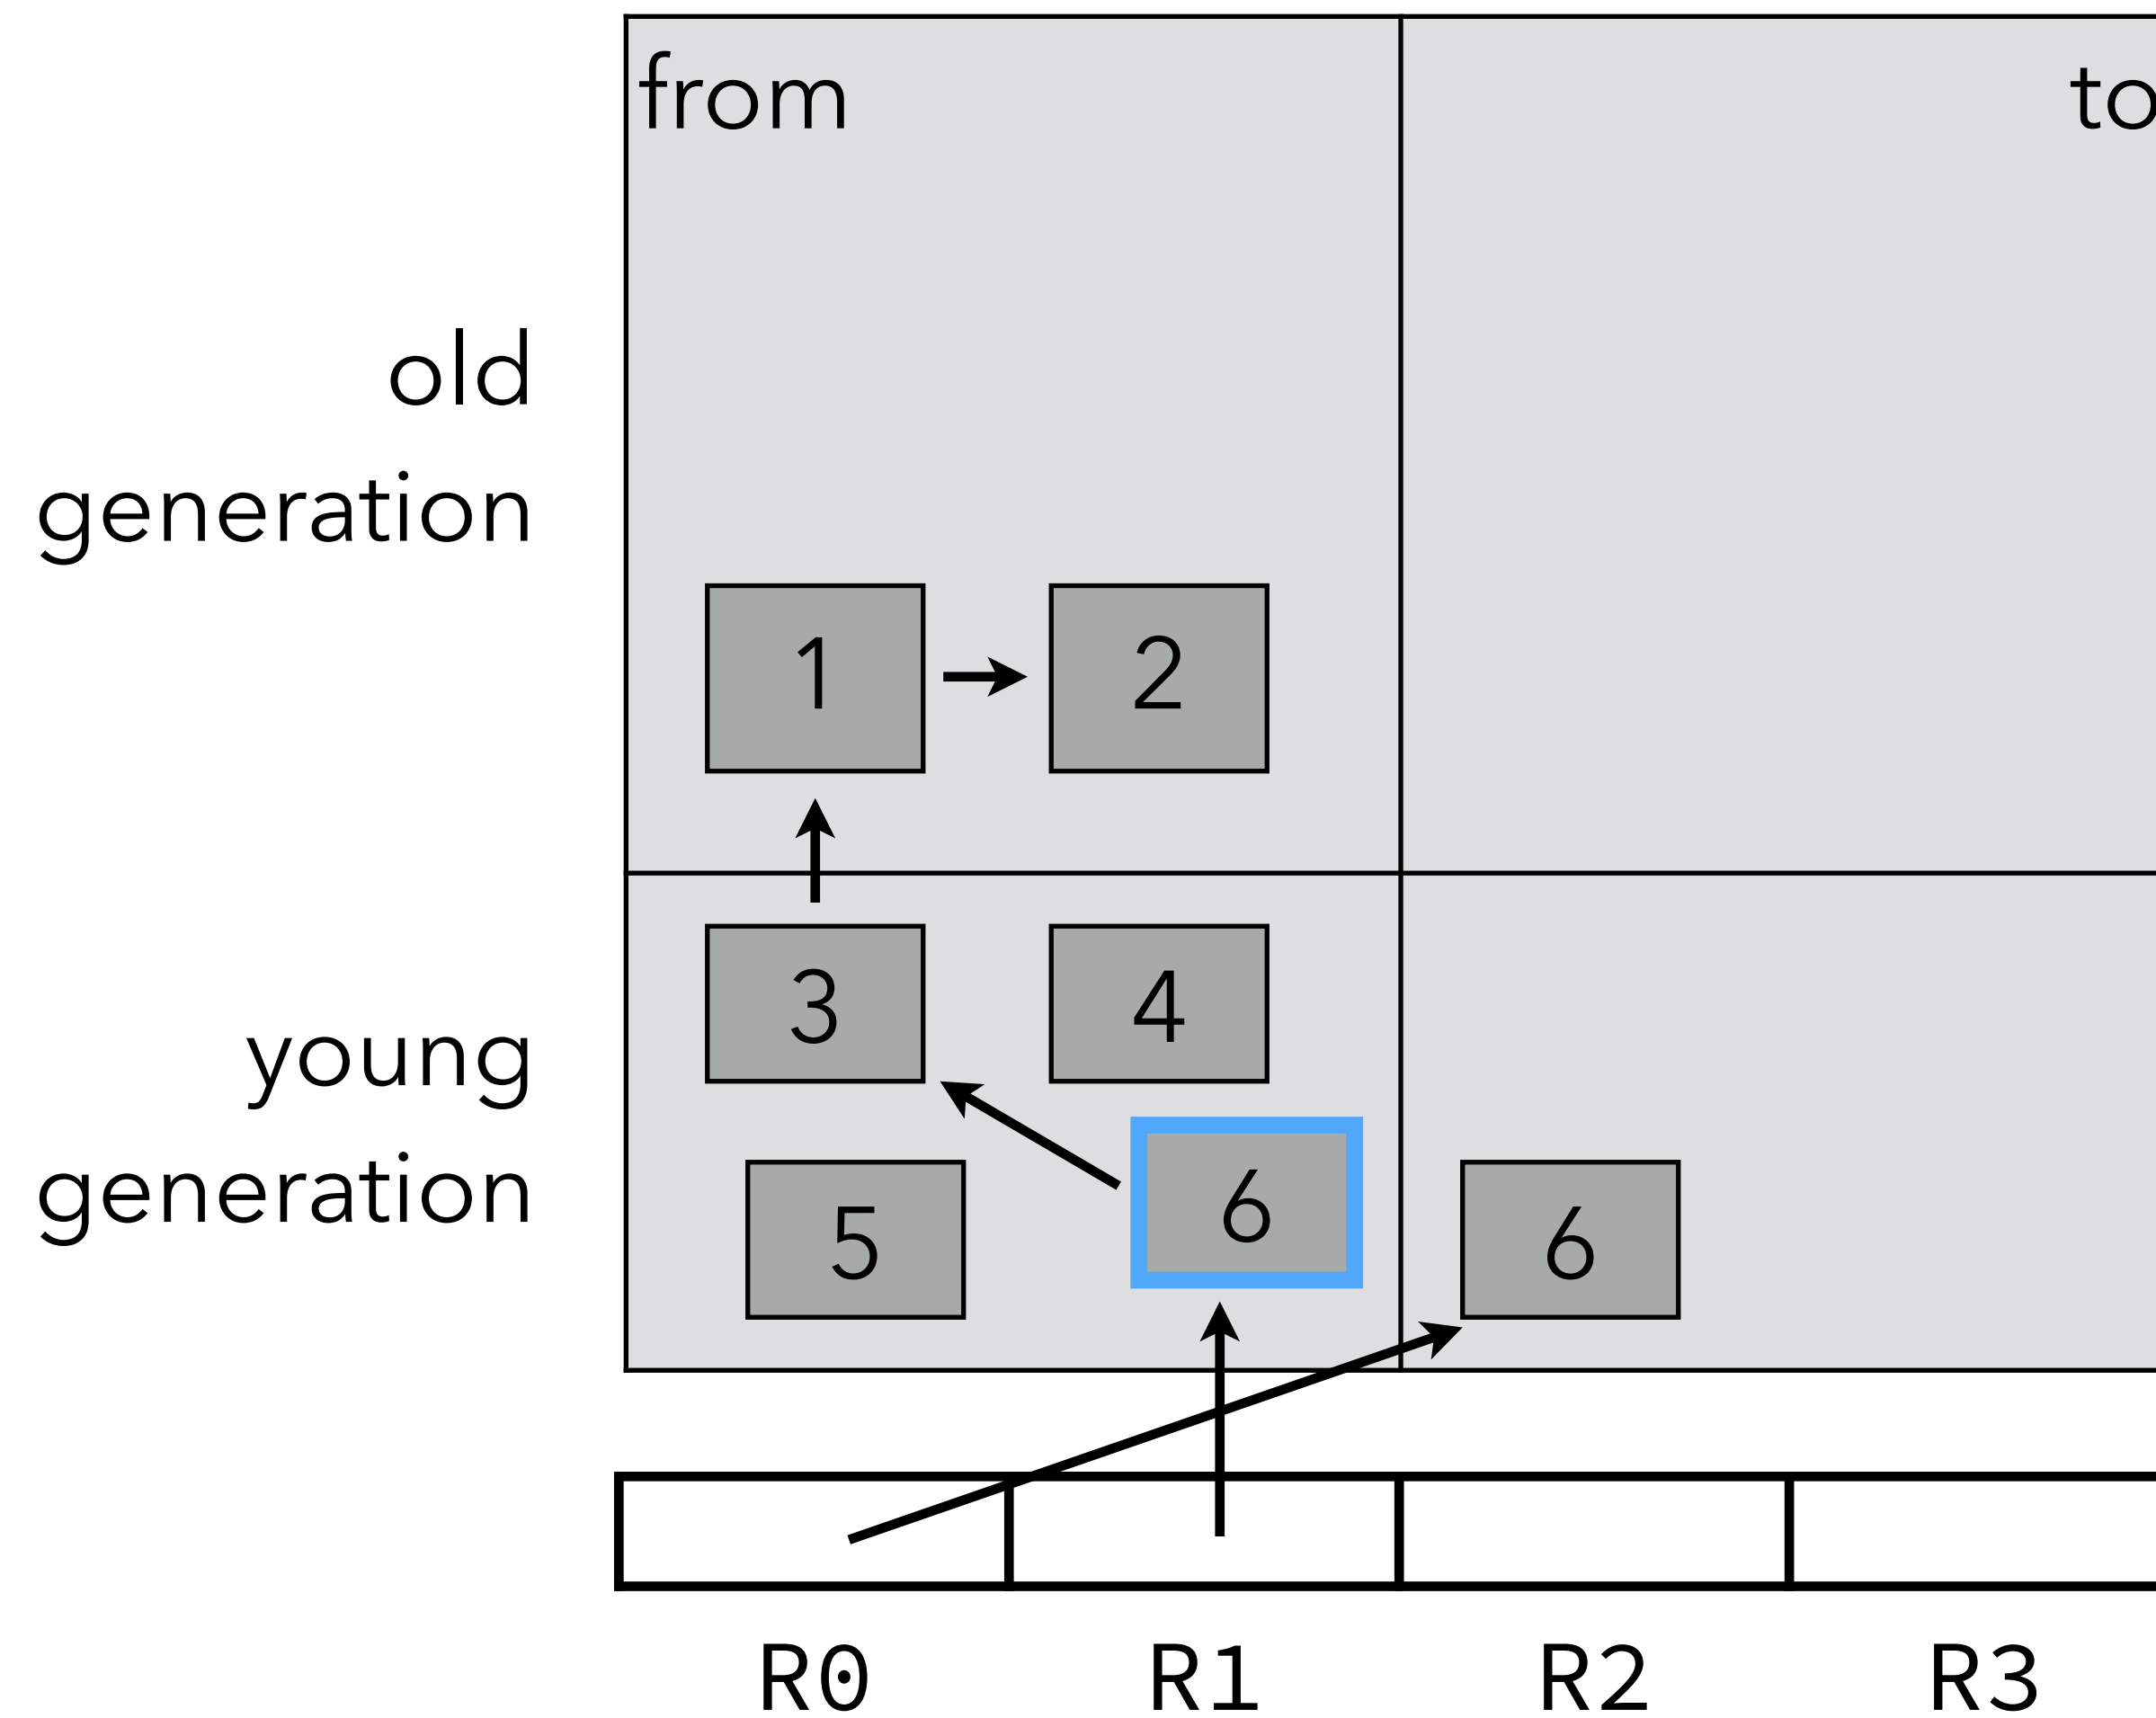 from
to
old
generation
1
2
young
generation
3
4
5
6
6
R0
R1
R2
R3